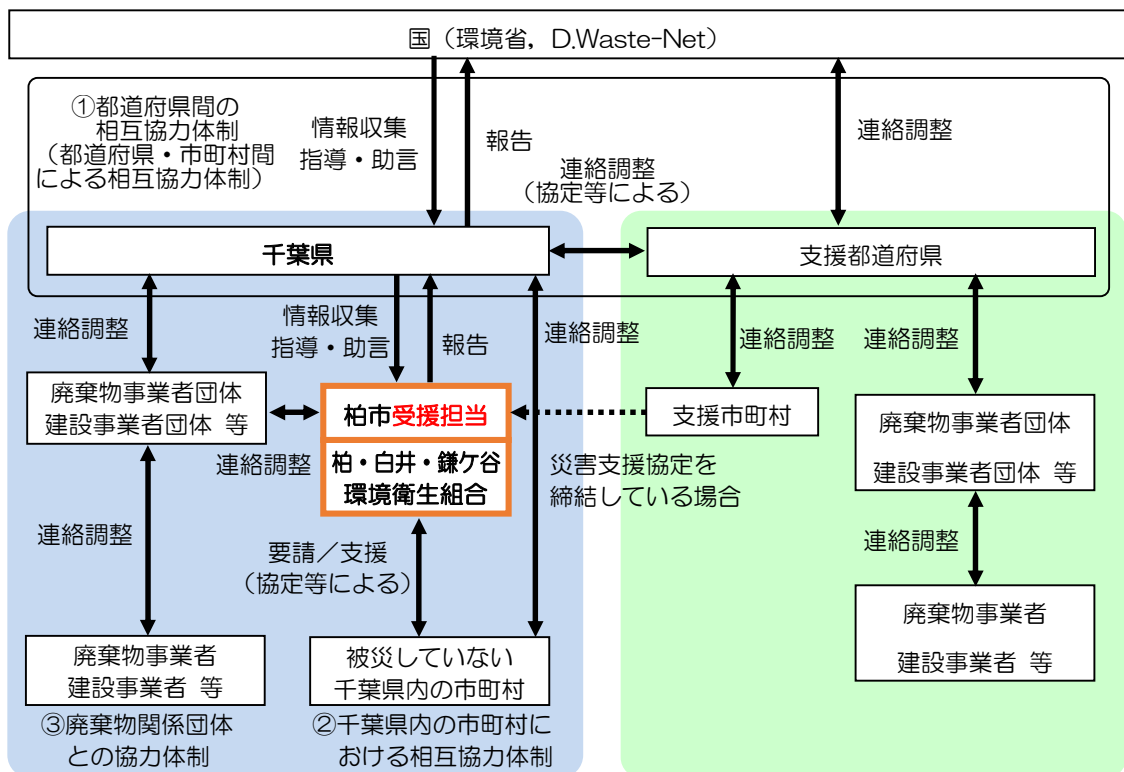 国（環境省，D.Waste-Net）
①都道府県間の
相互協力体制
（都道府県・市町村間
による相互協力体制）
情報収集
指導・助言
報告
連絡調整
（協定等による）
連絡調整
千葉県
支援都道府県
連絡調整
情報収集
指導・助言
報告
連絡調整
連絡調整
連絡調整
廃棄物事業者団体
建設事業者団体 等
柏市受援担当
柏・白井・鎌ケ谷
環境衛生組合
連絡調整
支援市町村
災害支援協定を
締結している場合
廃棄物事業者団体
建設事業者団体 等
連絡調整
要請／支援
（協定等による）
連絡調整
廃棄物事業者
建設事業者 等
被災していない
千葉県内の市町村
廃棄物事業者
建設事業者 等
③廃棄物関係団体
との協力体制
②千葉県内の市町村に
おける相互協力体制